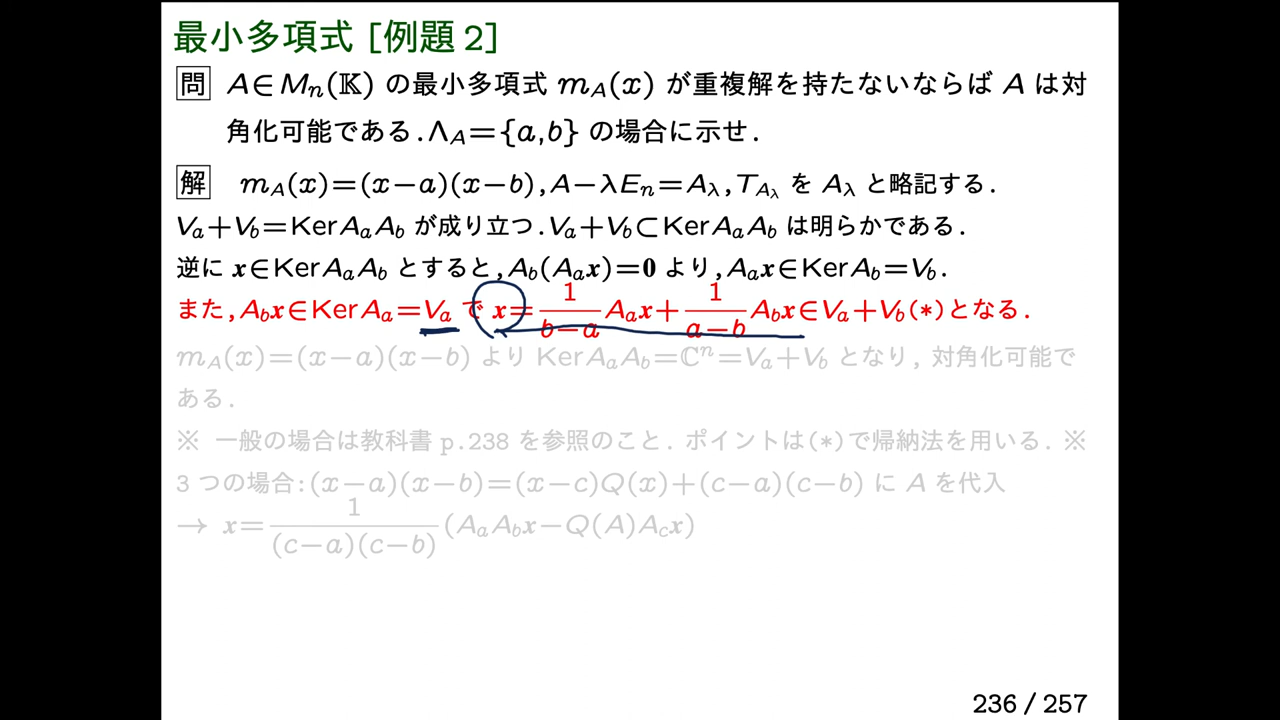 最小多項式 [例題 2]
問 A∈Mn(𝕂) の最小多項式 mA(x) が重複解を持たないならば A は対
角化可能である.ΛA={a,b} の場合に示せ.
解 mA(x)=(x−a)(x−b),A−λEn=Aλ,TAλ を Aλ と略記する.
Va+Vb=KerAaAb が成り立つ.Va+Vb⊂KerAaAb は明らかである.
逆に x∈KerAaAb とすると,Ab(Aax)=0 より,Aax∈KerAb=Vb.
また,Abx∈KerAa=Va で x=1/(b−a) Aax+1/(a−b) Abx∈Va+Vb(*)となる.
mA(x)=(x−a)(x−b) より KerAaAb=ℂⁿ=Va+Vb となり, 対角化可能で
ある.
※ 一般の場合は教科書 p.238 を参照のこと. ポイントは(*)で帰納法を用いる. ※
3 つの場合:(x−a)(x−b)=(x−c)Q(x)+(c−a)(c−b) に A を代入
→ x=1/((c−a)(c−b)) (AaAbx−Q(A)Acx)
236 / 257